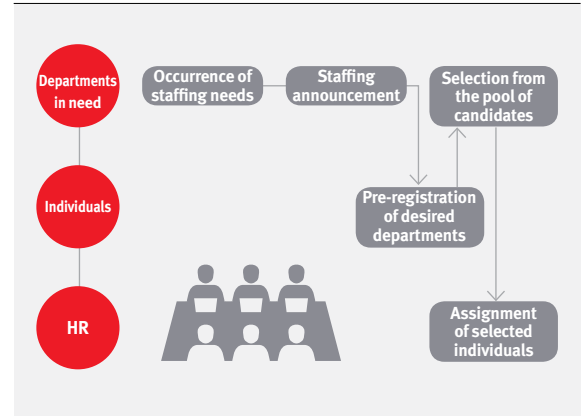 Departments
in need
Occurrence of
staffing needs
Staffing
announcement
Selection from
the pool of
candidates
Individuals
Pre-registration
of desired
departments
HR
Assignment
of selected
individuals